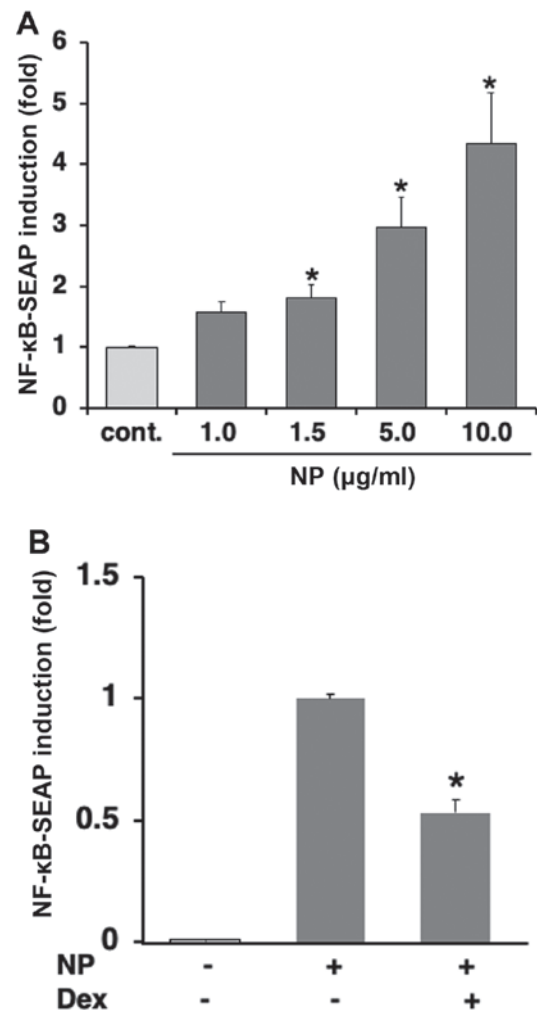 A
NF-κB-SEAP induction (fold)
6
5
4
3
2
1
0
*
*
*
cont. 1.0 1.5 5.0 10.0
NP (μg/ml)
B
NF-κB-SEAP induction (fold)
1.5
1
0.5
0
*
NP - + +
Dex - - +